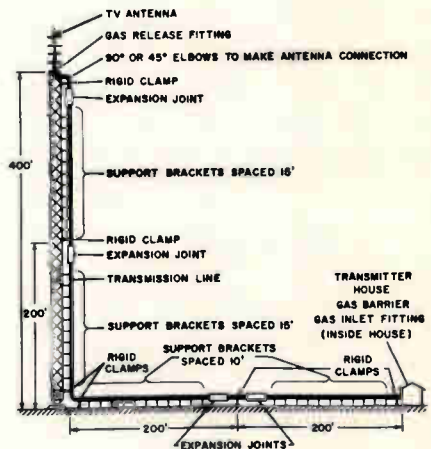 TV ANTENNA
GAS RELEASE FITTING
90° OR 45° ELBOWS TO MAKE ANTENNA CONNECTION
RIGID CLAMP
EXPANSION JOINT
400'
SUPPORT BRACKETS SPACED 15'
RIGID CLAMP
EXPANSION JOINT
TRANSMISSION LINE
200'
SUPPORT BRACKETS SPACED 15'
TRANSMITTER
HOUSE
GAS BARRIER
GAS INLET FITTING
(INSIDE HOUSE)
SUPPORT BRACKETS
SPACED 10'
RIGID
CLAMPS
RIGID
CLAMPS
200'
200'
EXPANSION JOINTS